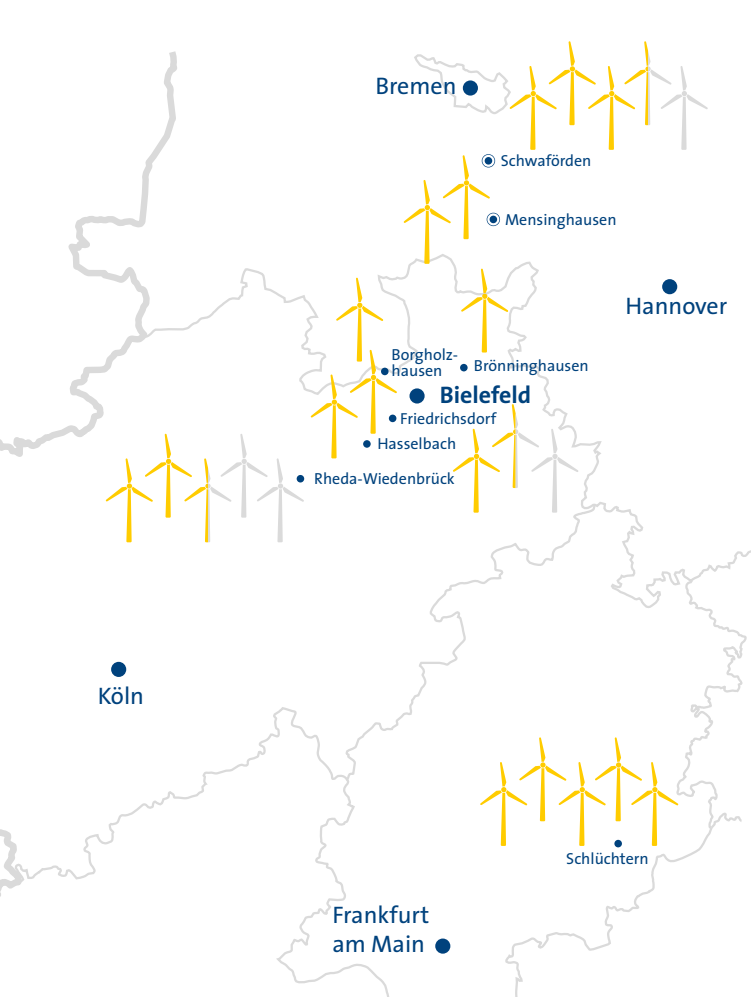 Bremen
Schwaförden
Mensinghausen
Hannover
Borgholz-
hausen
Brönninghausen
Bielefeld
Friedrichsdorf
Hasselbach
Rheda-Wiedenbrück
Köln
Schlüchtern
Frankfurt
am Main